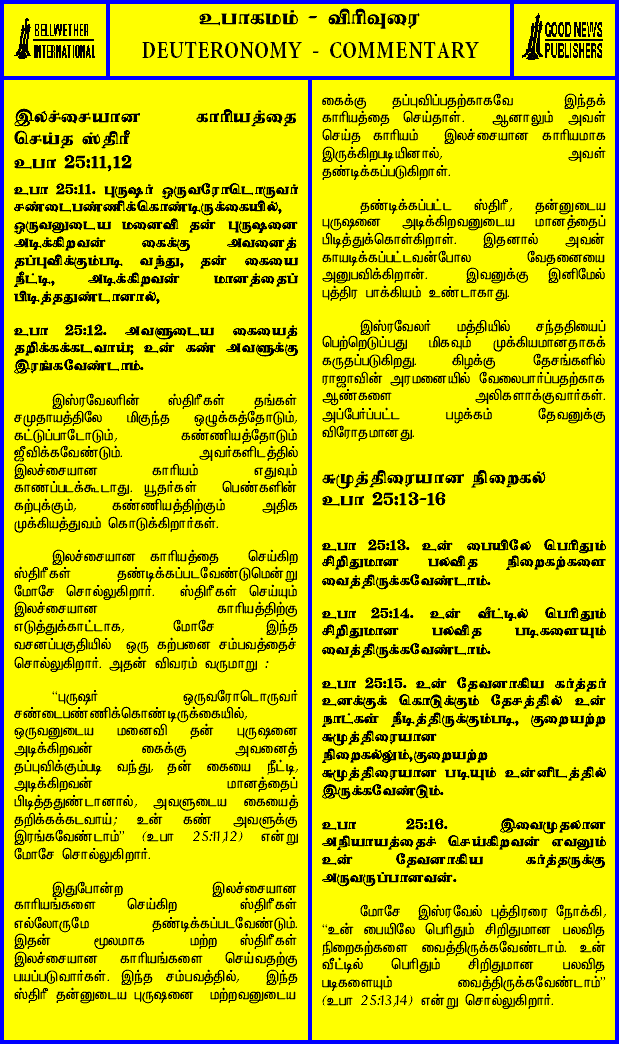 BELLWETHER
INTERNATIONAL
உபாகமம் - விரிவுரை
DEUTERONOMY - COMMENTARY
GOOD NEWS
PUBLISHERS
இலச்சையான காரியத்தை
செய்த ஸ்திரீ
உபா 25:11,12
உபா 25:11. புருஷர் ஒருவரோடொருவர்
சண்டைபண்ணிக்கொண்டிருக்கையில்,
ஒருவனுடைய மனைவி தன் புருஷனை
அடிக்கிறவன் கைக்கு அவனைத்
தப்புவிக்கும்படி வந்து, தன் கையை
நீட்டி, அடிக்கிறவன் மானத்தைப்
பிடித்ததுண்டானால்,
உபா 25:12. அவளுடைய கையைத்
தறிக்கக்கடவாய்; உன் கண் அவளுக்கு
இரங்கவேண்டாம்.
இஸ்ரவேலரின் ஸ்திரீகள் தங்கள்
சமுதாயத்திலே மிகுந்த ஒழுக்கத்தோடும்,
கட்டுப்பாடோடும், கண்ணியத்தோடும்
ஜீவிக்கவேண்டும். அவர்களிடத்தில்
இலச்சையான காரியம் எதுவும்
காணப்படக்கூடாது. யூதர்கள் பெண்களின்
கற்புக்கும், கண்ணியத்திற்கும் அதிக
முக்கியத்துவம் கொடுக்கிறார்கள்.
இலச்சையான காரியத்தை செய்கிற
ஸ்திரீகள் தண்டிக்கப்படவேண்டுமென்று
மோசே சொல்லுகிறார். ஸ்திரீகள் செய்யும்
இலச்சையான காரியத்திற்கு
எடுத்துக்காட்டாக, மோசே இந்த
வசனப்பகுதியில் ஒரு கற்பனை சம்பவத்தைச்
சொல்லுகிறார். அதன் விவரம் வருமாறு :
“புருஷர் ஒருவரோடொருவர்
சண்டைபண்ணிக்கொண்டிருக்கையில்,
ஒருவனுடைய மனைவி தன் புருஷனை
அடிக்கிறவன் கைக்கு அவனைத்
தப்புவிக்கும்படி வந்து, தன் கையை நீட்டி,
அடிக்கிறவன் மானத்தைப்
பிடித்ததுண்டானால், அவளுடைய கையைத்
தறிக்கக்கடவாய்; உன் கண் அவளுக்கு
இரங்கவேண்டாம்” (உபா 25:11,12) என்று
மோசே சொல்லுகிறார்.
இதுபோன்ற இலச்சையான
காரியங்களை செய்கிற ஸ்திரீகள்
எல்லோருமே தண்டிக்கப்படவேண்டும்.
இதன் மூலமாக மற்ற ஸ்திரீகள்
இலச்சையான காரியங்களை செய்வதற்கு
பயப்படுவார்கள். இந்த சம்பவத்தில், இந்த
ஸ்திரீ தன்னுடைய புருஷனை மற்றவனுடைய
கைக்கு தப்புவிப்பதற்காகவே இந்தக்
காரியத்தை செய்தாள். ஆனாலும் அவள்
செய்த காரியம் இலச்சையான காரியமாக
இருக்கிறபடியினால், அவள்
தண்டிக்கப்படுகிறாள்.
தண்டிக்கப்பட்ட ஸ்திரீ, தன்னுடைய
புருஷனை அடிக்கிறவனுடைய மானத்தைப்
பிடித்துக்கொள்கிறாள். இதனால் அவன்
காயடிக்கப்பட்டவன்போல வேதனையை
அனுபவிக்கிறான். இவனுக்கு இனிமேல்
புத்திர பாக்கியம் உண்டாகாது.
இஸ்ரவேலர் மத்தியில் சந்ததியைப்
பெற்றெடுப்பது மிகவும் முக்கியமானதாகக்
கருதப்படுகிறது. கிழக்கு தேசங்களில்
ராஜாவின் அரமனையில் வேலைபார்ப்பதற்காக
ஆண்களை அலிகளாக்குவார்கள்.
அப்பேர்ப்பட்ட பழக்கம் தேவனுக்கு
விரோதமானது.
சுமுத்திரையான நிறைகல்
உபா 25:13-16
உபா 25:13. உன் பையிலே பெரிதும்
சிறிதுமான பலவித நிறைகற்களை
வைத்திருக்கவேண்டாம்.
உபா 25:14. உன் வீட்டில் பெரிதும்
சிறிதுமான பலவித படிகளையும்
வைத்திருக்கவேண்டாம்.
உபா 25:15. உன் தேவனாகிய கர்த்தர்
உனக்குக் கொடுக்கும் தேசத்தில் உன்
நாட்கள் நீடித்திருக்கும்படி, குறையற்ற
சுமுத்திரையான
நிறைகல்லும்,குறையற்ற
சுமுத்திரையான படியும் உன்னிடத்தில்
இருக்கவேண்டும்.
உபா 25:16. இவைமுதலான
அநியாயத்தைச் செய்கிறவன் எவனும்
உன் தேவனாகிய கர்த்தருக்கு
அருவருப்பானவன்.
மோசே இஸ்ரவேல் புத்திரரை நோக்கி,
“உன் பையிலே பெரிதும் சிறிதுமான பலவித
நிறைகற்களை வைத்திருக்கவேண்டாம். உன்
வீட்டில் பெரிதும் சிறிதுமான பலவித
படிகளையும் வைத்திருக்கவேண்டாம்”
(உபா 25:13,14) என்று சொல்லுகிறார்.